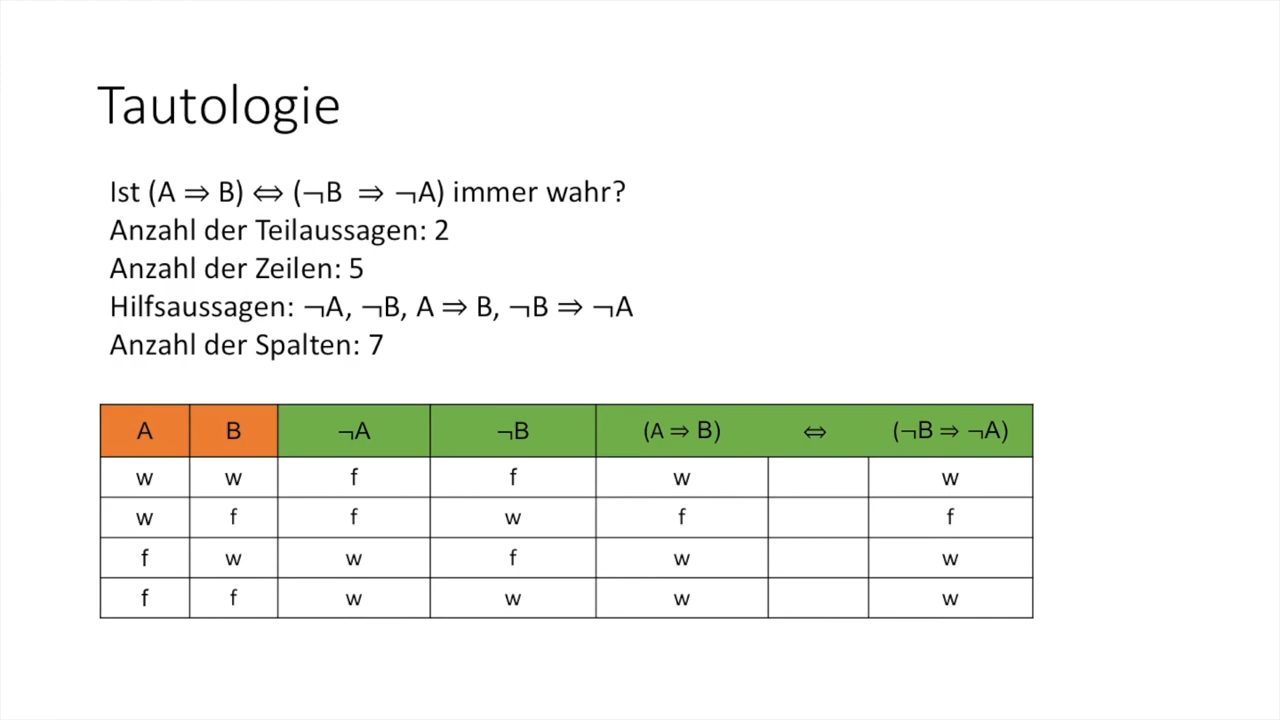 Tautologie
Ist (A ⇒ B) ⇔ (¬B ⇒ ¬A) immer wahr?
Anzahl der Teilaussagen: 2
Anzahl der Zeilen: 5
Hilfsaussagen: ¬A, ¬B, A ⇒ B, ¬B ⇒ ¬A
Anzahl der Spalten: 7
A B ¬A ¬B (A ⇒ B) ⇔ (¬B ⇒ ¬A)
w w f f w w
w f f w f f
f w w f w w
f f w w w w